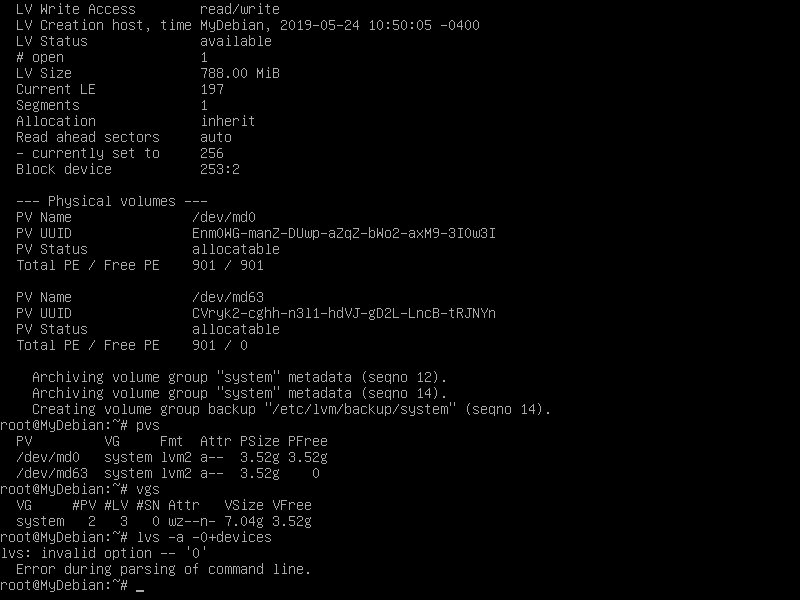 LV Write Access        read/write
LV Creation host, time MyDebian, 2019-05-24 10:50:05 -0400
LV Status              available
# open                 1
LV Size                788.00 MiB
Current LE             197
Segments               1
Allocation             inherit
Read ahead sectors     auto
- currently set to     256
Block device           253:2
--- Physical volumes ---
PV Name               /dev/md0
PV UUID               Enm0WG-manZ-DUwp-aZqZ-bWo2-axM9-3I0w3I
PV Status             allocatable
Total PE / Free PE    901 / 901
PV Name               /dev/md63
PV UUID               CVryk2-cghh-n3l1-hdVJ-gD2L-LncB-tRJNYn
PV Status             allocatable
Total PE / Free PE    901 / 0
Archiving volume group "system" metadata (seqno 12).
Archiving volume group "system" metadata (seqno 14).
Creating volume group backup "/etc/lvm/backup/system" (seqno 14).
root@MyDebian:~# pvs
PV         VG     Fmt  Attr PSize PFree
/dev/md0   system lvm2 a--  3.52g 3.52g
/dev/md63  system lvm2 a--  3.52g    0
root@MyDebian:~# vgs
VG     #PV #LV #SN Attr   VSize VFree
system   2   3   0 wz--n- 7.04g 3.52g
root@MyDebian:~# lvs -a -0+devices
lvs: invalid option -- '0'
Error during parsing of command line.
root@MyDebian:~# _